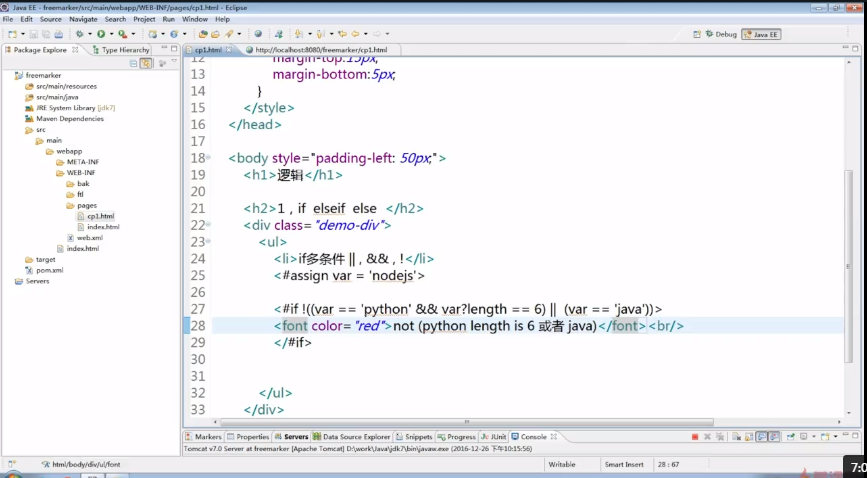 Java EE - freemarker/src/main/webapp/WEB-INF/pages/cp1.html - Eclipse
File Edit Source Navigate Search Project Run Window Help
Debug Java EE
Package Explorer Type Hierarchy
freemarker
src/main/resources
src/main/java
JRE System Library [jdk7]
Maven Dependencies
src
main
webapp
META-INF
WEB-INF
bak
ftl
pages
cp1.html
index.html
web.xml
index.html
target
pom.xml
Servers
cp1.html http://localhost:8080/freemarker/cp1.html
12 margin-top:15px;
13 margin-bottom:5px;
14 }
15 </style>
16 </head>
17
18 <body style="padding-left: 50px;">
19 <h1>逻辑</h1>
20
21 <h2>1 , if elseif else </h2>
22 <div class="demo-div">
23 <ul>
24 <li>if多条件 || , && , !</li>
25 <#assign var = 'nodejs'>
26
27 <#if !((var == 'python' && var?length == 6) || (var == 'java'))>
28 <font color="red">not (python length is 6 或者 java)</font><br/>
29 </#if>
30
31
32 </ul>
33 </div>
Markers Properties Servers Data Source Explorer Snippets Progress JUnit Console
Tomcat v7.0 Server at freemarker [Apache Tomcat] D:\work\Java\jdk7\bin\javaw.exe (2016-12-26 下午10:15:56)
html/body/div/ul/font Writable Smart Insert 28 : 67